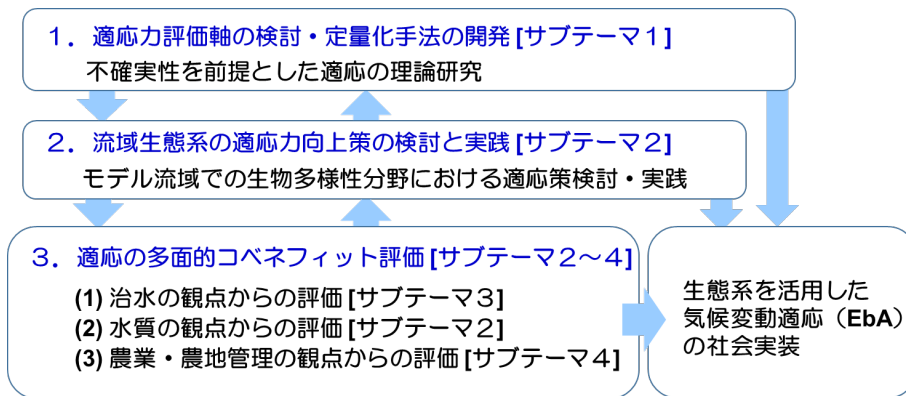 １．適応力評価軸の検討・定量化手法の開発 [サブテーマ１]
不確実性を前提とした適応の理論研究
２．流域生態系の適応力向上策の検討と実践 [サブテーマ２]
モデル流域での生物多様性分野における適応策検討・実践
３．適応の多面的コベネフィット評価 [サブテーマ２～４]
(1) 治水の観点からの評価 [サブテーマ３]
(2) 水質の観点からの評価 [サブテーマ２]
(3) 農業・農地管理の観点からの評価 [サブテーマ４]
生態系を活用した
気候変動適応（EbA）
の社会実装